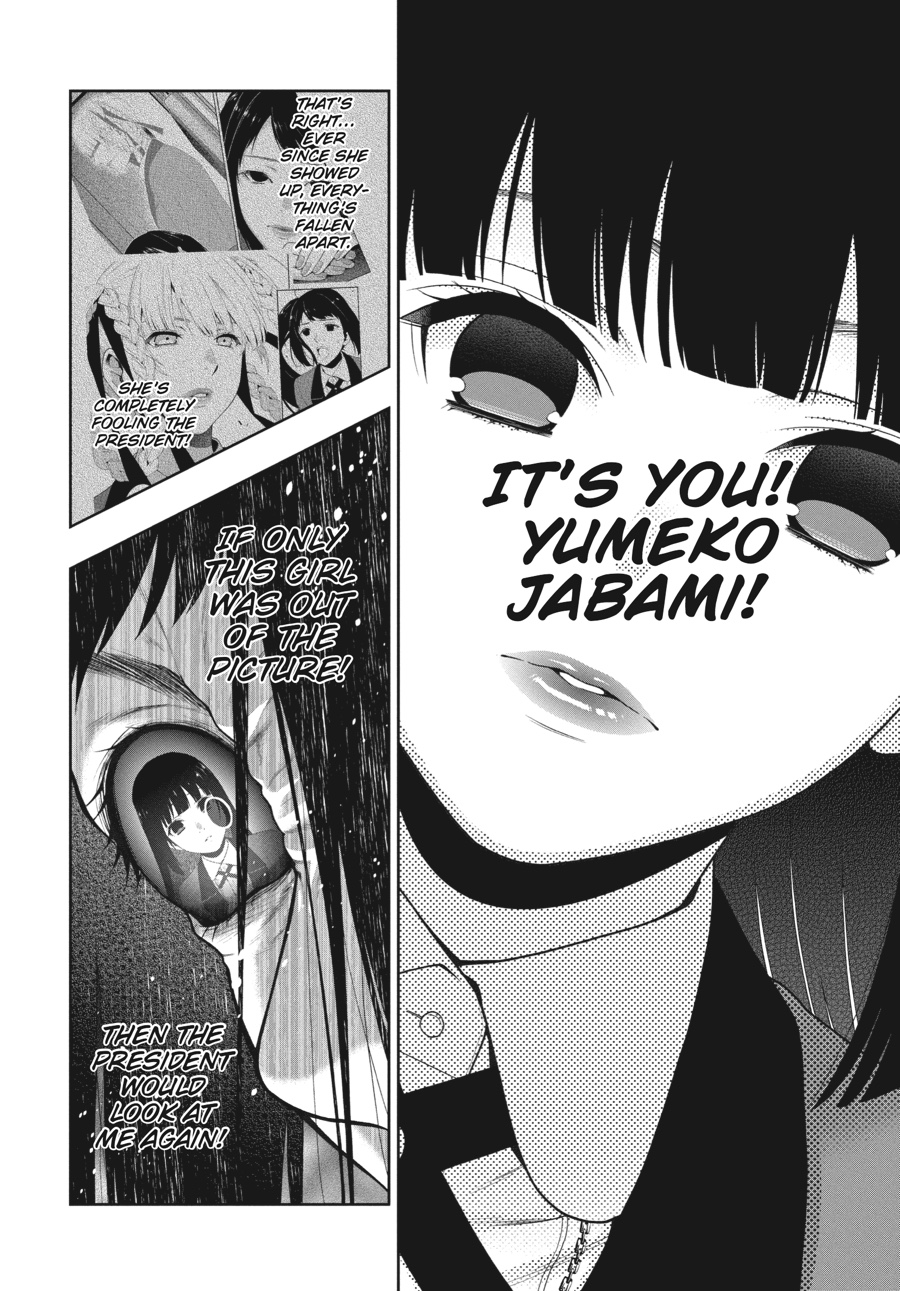 IT'S YOU!
YUMEKO
JABAMI!
THAT'S
RIGHT...
EVER
SINCE SHE
SHOWED
UP, EVERY-
THING'S
FALLEN
APART.
SHE'S
COMPLETELY
FOOLING THE
PRESIDENT!
IF ONLY
THIS GIRL
WAS OUT
OF THE
PICTURE!
THEN THE
PRESIDENT
WOULD
LOOK AT
ME AGAIN!